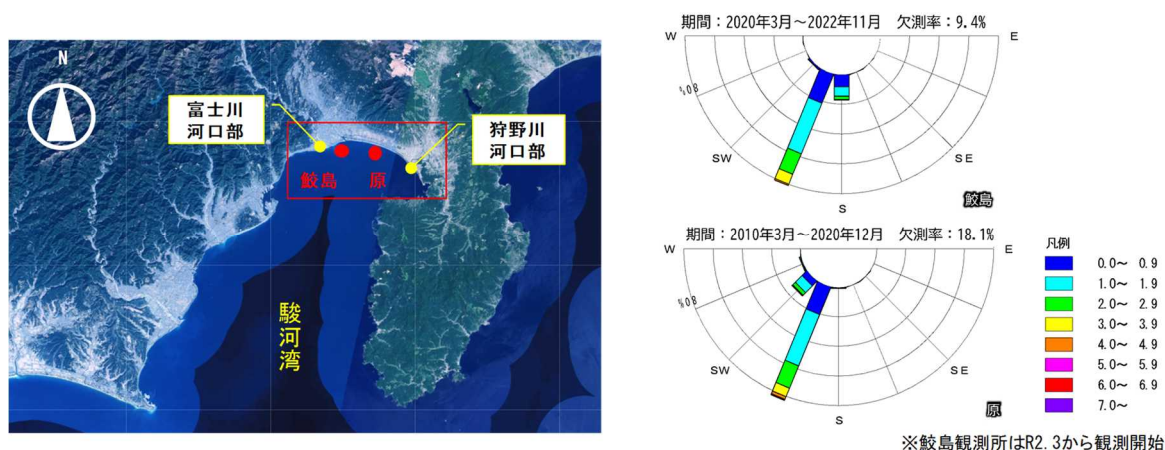 N
富士川
河口部
狩野川
河口部
鮫島
原
駿河湾
期間：2020年3月～2022年11月 欠測率：9.4%
W
E
80%
SW
SE
S
鮫島
期間：2010年3月～2020年12月 欠測率：18.1%
W
E
80%
SW
SE
S
原
凡例
0.0～ 0.9
1.0～ 1.9
2.0～ 2.9
3.0～ 3.9
4.0～ 4.9
5.0～ 5.9
6.0～ 6.9
7.0～
※鮫島観測所はR2.3から観測開始